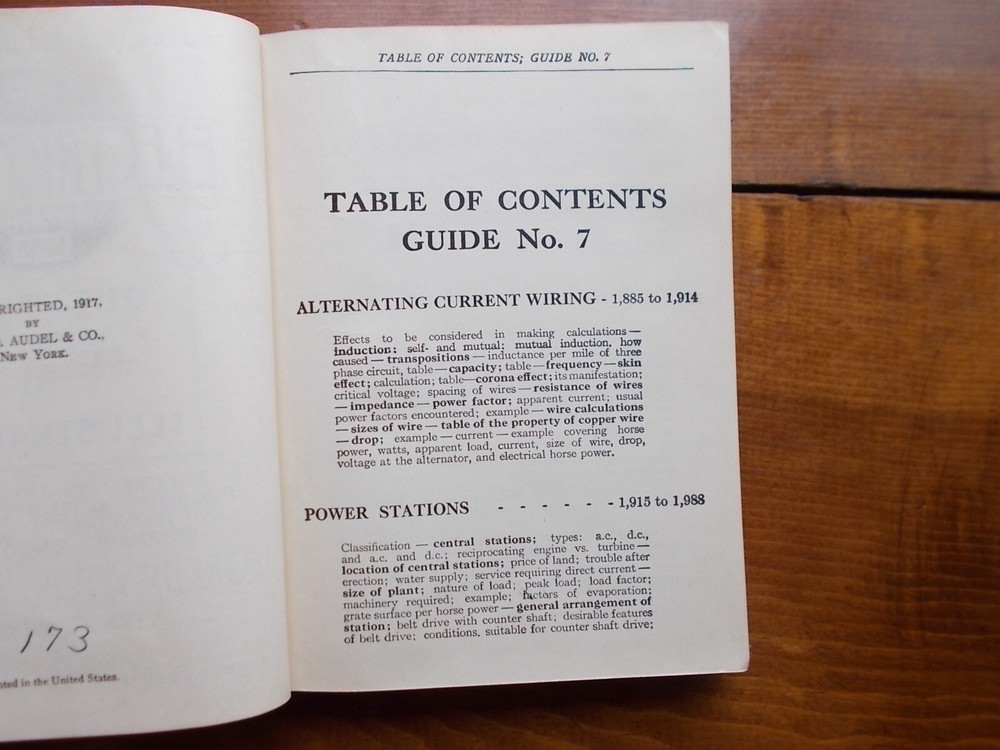 RIGHTED, 1917,
BY
AUDEL & CO.,
NEW YORK.
173
ted in the United States.
TABLE OF CONTENTS; GUIDE NO. 7
TABLE OF CONTENTS
GUIDE No. 7
ALTERNATING CURRENT WIRING - 1,885 to 1,914
Effects to be considered in making calculations—
induction; self- and mutual; mutual induction, how
caused — transpositions — inductance per mile of three
phase circuit, table — capacity; table — frequency — skin
effect; calculation; table—corona effect; its manifestation;
critical voltage; spacing of wires — resistance of wires
— impedance — power factor; apparent current; usual
power factors encountered; example — wire calculations
— sizes of wire — table of the property of copper wire
— drop; example — current — example covering horse
power, watts, apparent load, current, size of wire, drop,
voltage at the alternator, and electrical horse power.
POWER STATIONS - - - - - - 1,915 to 1,988
Classification — central stations; types: a.c., d.c.,
and a.c. and d.c.; reciprocating engine vs. turbine —
location of central stations; price of land; trouble after
erection; water supply; service requiring direct current —
size of plant; nature of load; peak load; load factor;
machinery required; example; factors of evaporation;
grate surface per horse power — general arrangement of
station; belt drive with counter shaft; desirable features
of belt drive; conditions, suitable for counter shaft drive;